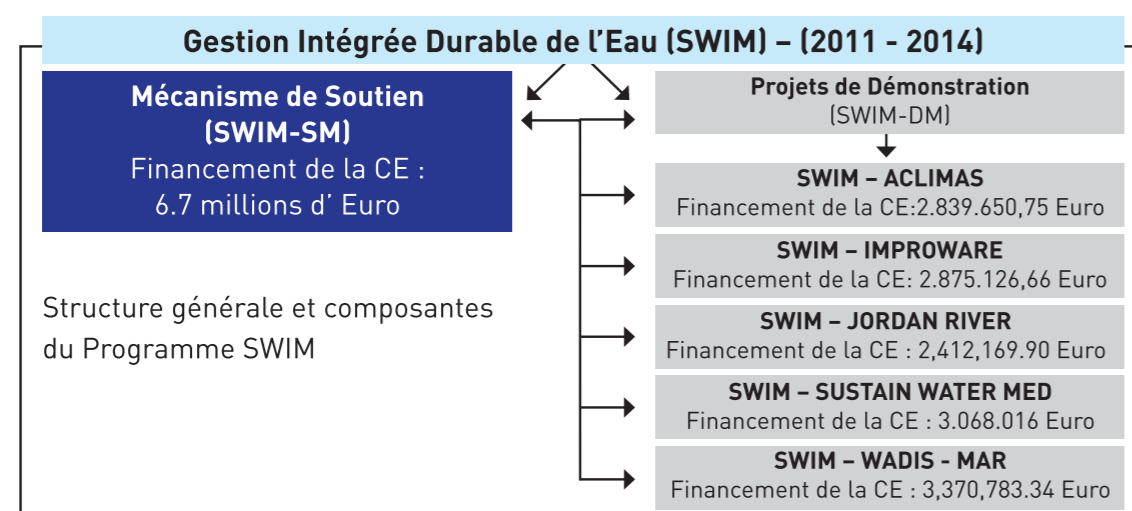 Gestion Intégrée Durable de l’Eau (SWIM) – (2011 - 2014)
Mécanisme de Soutien
(SWIM-SM)
Financement de la CE :
6.7 millions d’ Euro
Structure générale et composantes
du Programme SWIM
Projets de Démonstration
(SWIM-DM)
SWIM – ACLIMAS
Financement de la CE:2.839.650,75 Euro
SWIM – IMPROWARE
Financement de la CE: 2.875.126,66 Euro
SWIM – JORDAN RIVER
Financement de la CE : 2,412,169.90 Euro
SWIM – SUSTAIN WATER MED
Financement de la CE : 3.068.016 Euro
SWIM – WADIS - MAR
Financement de la CE : 3,370,783.34 Euro